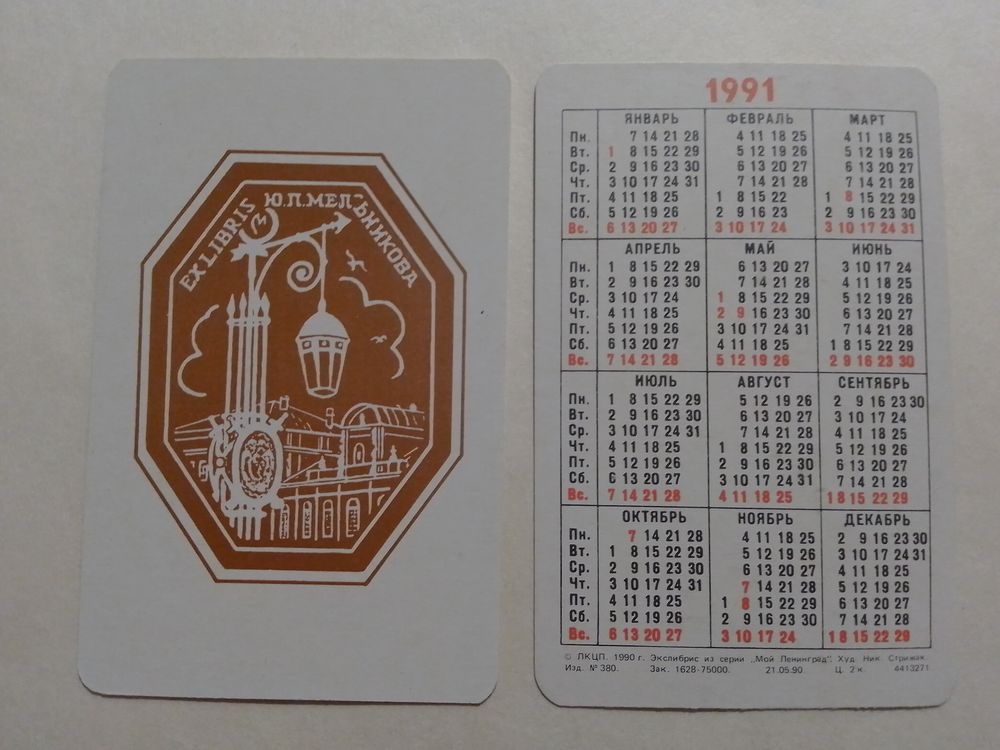 EX LIBRIS Ю.П.МЕЛЬНИКОВА
1991
ЯНВАРЬ ФЕВРАЛЬ МАРТ
Пн. 7 14 21 28 4 11 18 25 4 11 18 25
Вт. 1 8 15 22 29 5 12 19 26 5 12 19 26
Ср. 2 9 16 23 30 6 13 20 27 6 13 20 27
Чт. 3 10 17 24 31 7 14 21 28 7 14 21 28
Пт. 4 11 18 25 1 8 15 22 1 8 15 22 29
Сб. 5 12 19 26 2 9 16 23 2 9 16 23 30
Вс. 6 13 20 27 3 10 17 24 3 10 17 24 31
АПРЕЛЬ МАЙ ИЮНЬ
Пн. 1 8 15 22 29 6 13 20 27 3 10 17 24
Вт. 2 9 16 23 30 7 14 21 28 4 11 18 25
Ср. 3 10 17 24 1 8 15 22 29 5 12 19 26
Чт. 4 11 18 25 2 9 16 23 30 6 13 20 27
Пт. 5 12 19 26 3 10 17 24 31 7 14 21 28
Сб. 6 13 20 27 4 11 18 25 1 8 15 22 29
Вс. 7 14 21 28 5 12 19 26 2 9 16 23 30
ИЮЛЬ АВГУСТ СЕНТЯБРЬ
Пн. 1 8 15 22 29 5 12 19 26 2 9 16 23 30
Вт. 2 9 16 23 30 6 13 20 27 3 10 17 24
Ср. 3 10 17 24 31 7 14 21 28 4 11 18 25
Чт. 4 11 18 25 1 8 15 22 29 5 12 19 26
Пт. 5 12 19 26 2 9 16 23 30 6 13 20 27
Сб. 6 13 20 27 3 10 17 24 31 7 14 21 28
Вс. 7 14 21 28 4 11 18 25 1 8 15 22 29
ОКТЯБРЬ НОЯБРЬ ДЕКАБРЬ
Пн. 7 14 21 28 4 11 18 25 2 9 16 23 30
Вт. 1 8 15 22 29 5 12 19 26 3 10 17 24 31
Ср. 2 9 16 23 30 6 13 20 27 4 11 18 25
Чт. 3 10 17 24 31 7 14 21 28 5 12 19 26
Пт. 4 11 18 25 1 8 15 22 29 6 13 20 27
Сб. 5 12 19 26 2 9 16 23 30 7 14 21 28
Вс. 6 13 20 27 3 10 17 24 1 8 15 22 29
© ЛКЦП. 1990 г. Экслибрис из серии „Мой Ленинград". Худ. Ник. Стрижак.
Изд. № 380. Зак. 1628-75000. 21.05.90. Ц. 2 к. 4413271